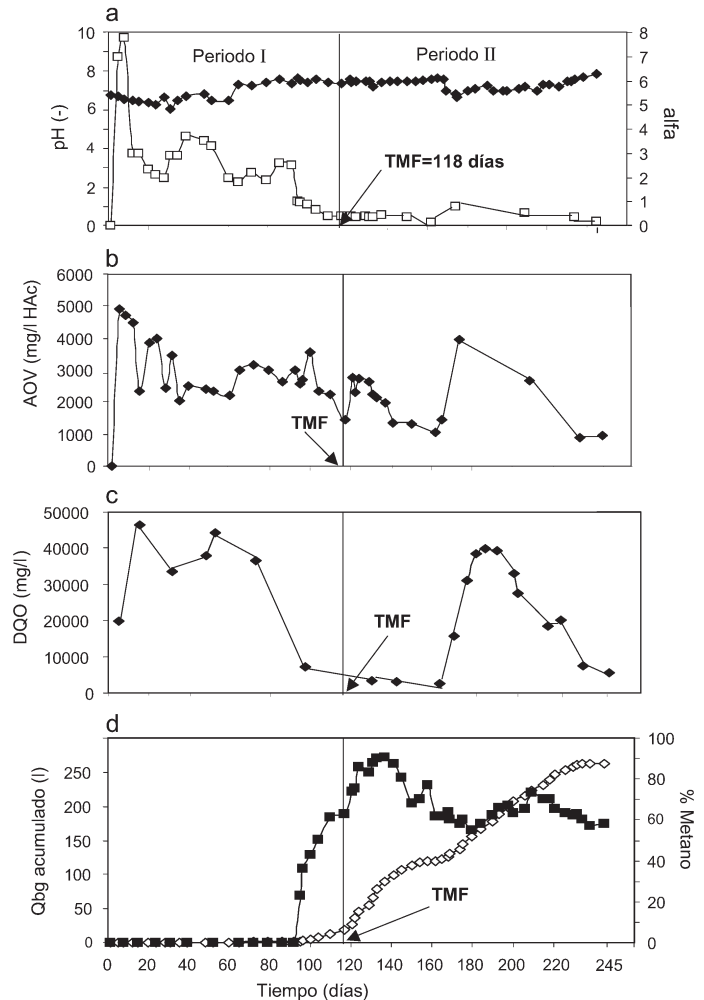 a
10
8
6
4
2
0
pH (-)
Periodo I
Periodo II
TMF=118 días
8
7
6
5
4
3
2
1
0
alfa
b
6000
5000
4000
3000
2000
1000
0
AOV (mg/l HAc)
TMF
c
50000
40000
30000
20000
10000
0
DQO (mg/l)
TMF
d
250
200
150
100
50
0
Qbg acumulado (l)
TMF
100
80
60
40
20
0
% Metano
0 20 40 60 80 100 120 140 160 180 200 220 245
Tiempo (días)